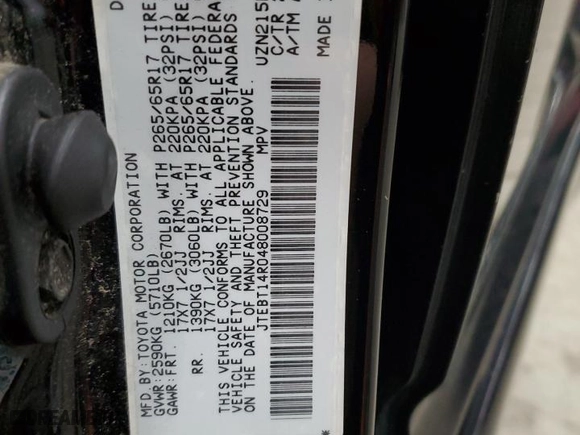 MFD BY:TOYOTA MOTOR CORPORATION
GVWR:2590KG (5710LB)
GAWR:FRT. 1210KG (2670LB) WITH P265/65R17 TIRE
17X7 1/2JJ RIMS. AT 220KPA (32PSI)
RR. 1390KG (3060LB) WITH P265/65R17 TIRE
17X7 1/2JJ RIMS. AT 220KPA (32PSI)
THIS VEHICLE CONFORMS TO ALL APPLICABLE FEDERA
VEHICLE SAFETY AND THEFT PREVENTION STANDARDS
ON THE DATE OF MANUFACTURE SHOWN ABOVE.
JTEBT14R048008729 MPV
UZN215
C/TR
A/TM
MADE